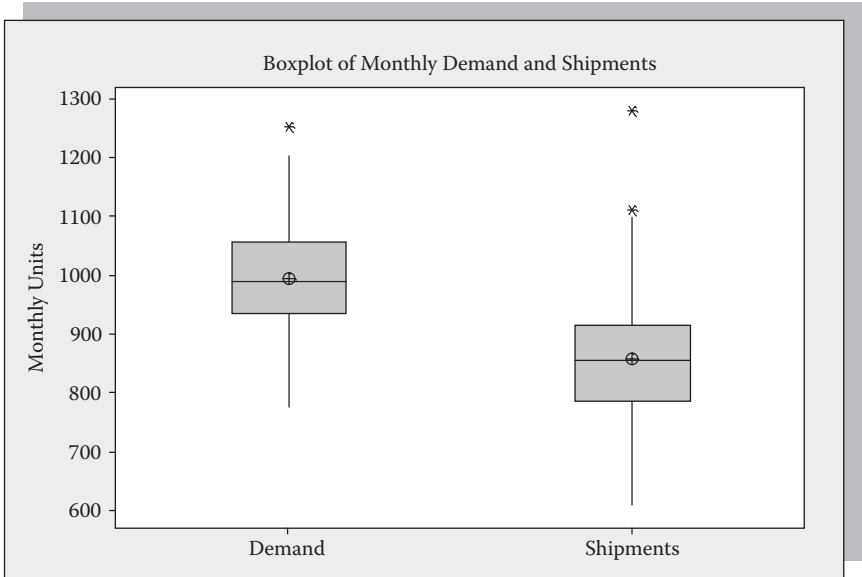 Boxplot of Monthly Demand and Shipments
Monthly Units
1300
1200
1100
1000
900
800
700
600
Demand
Shipments